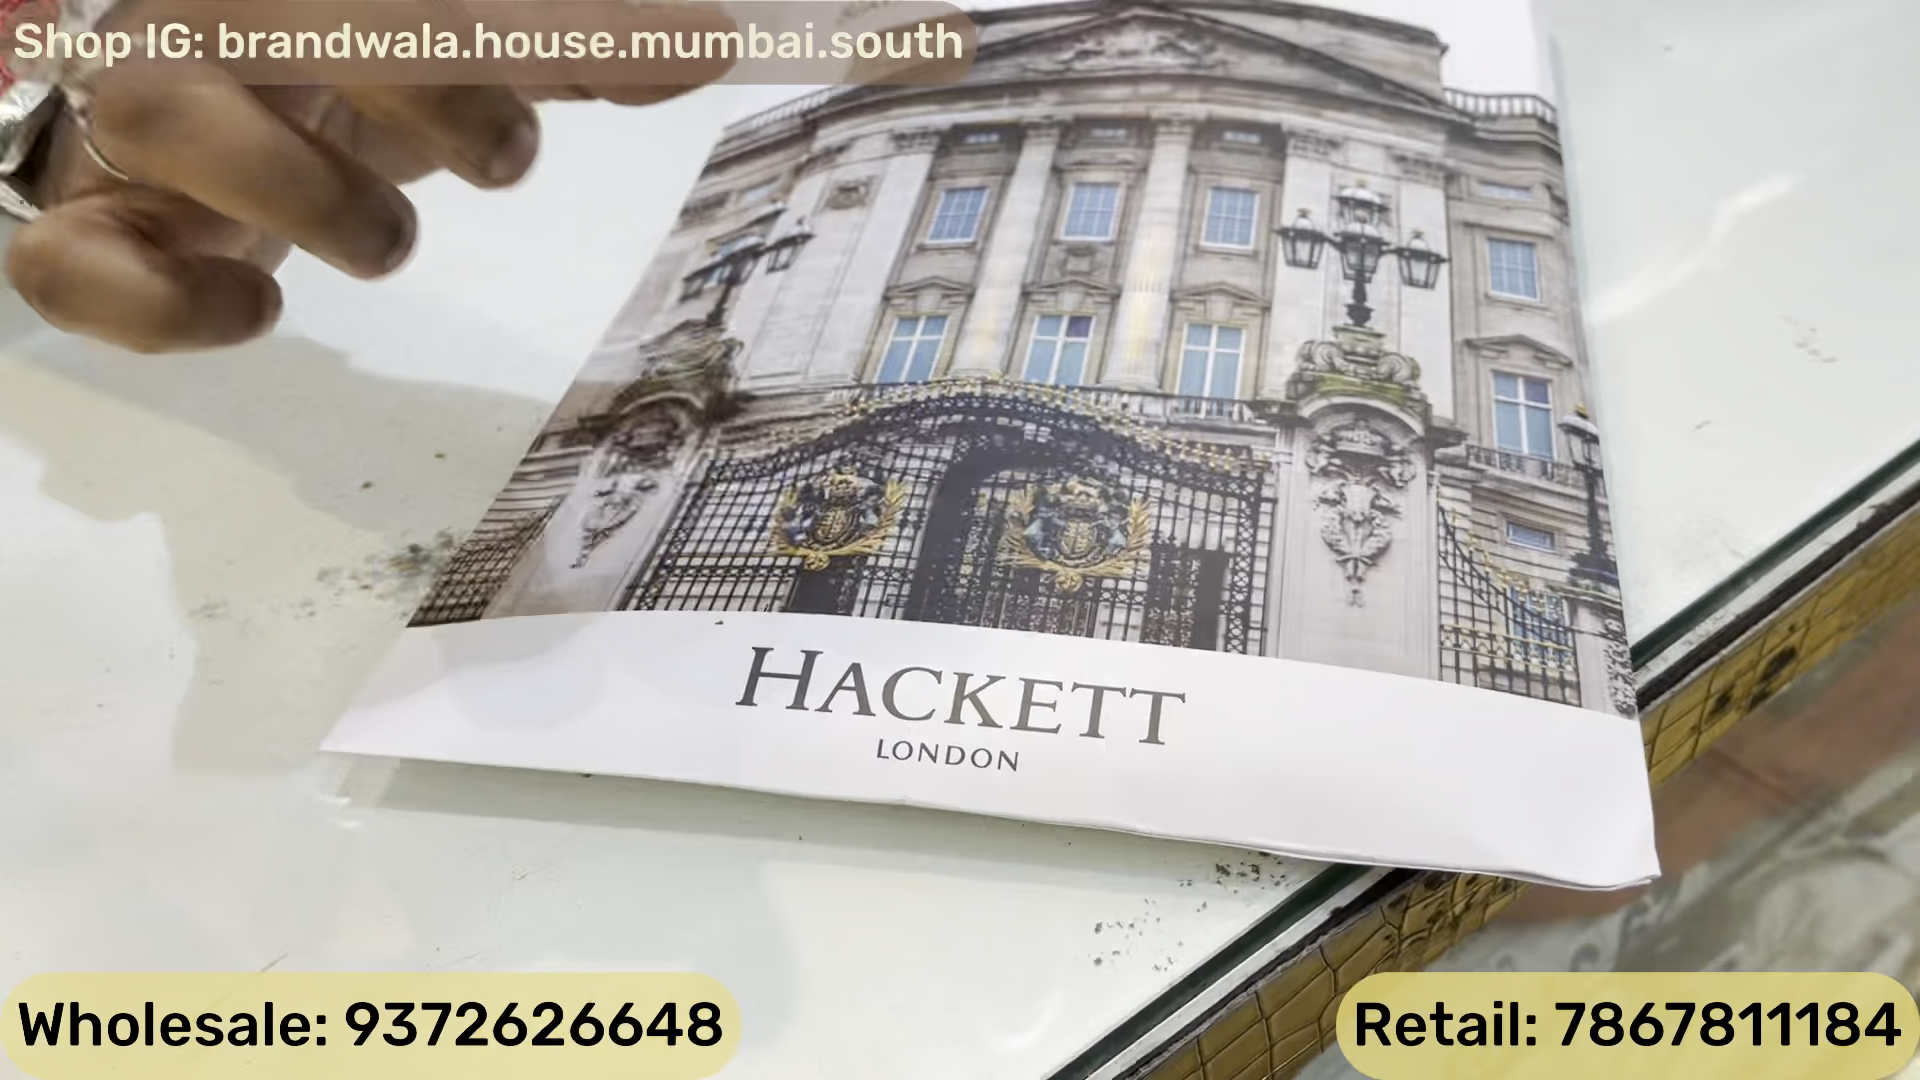 Shop IG: brandwala.house.mumbai.south
HACKETT
LONDON
Wholesale: 9372626648
Retail: 7867811184